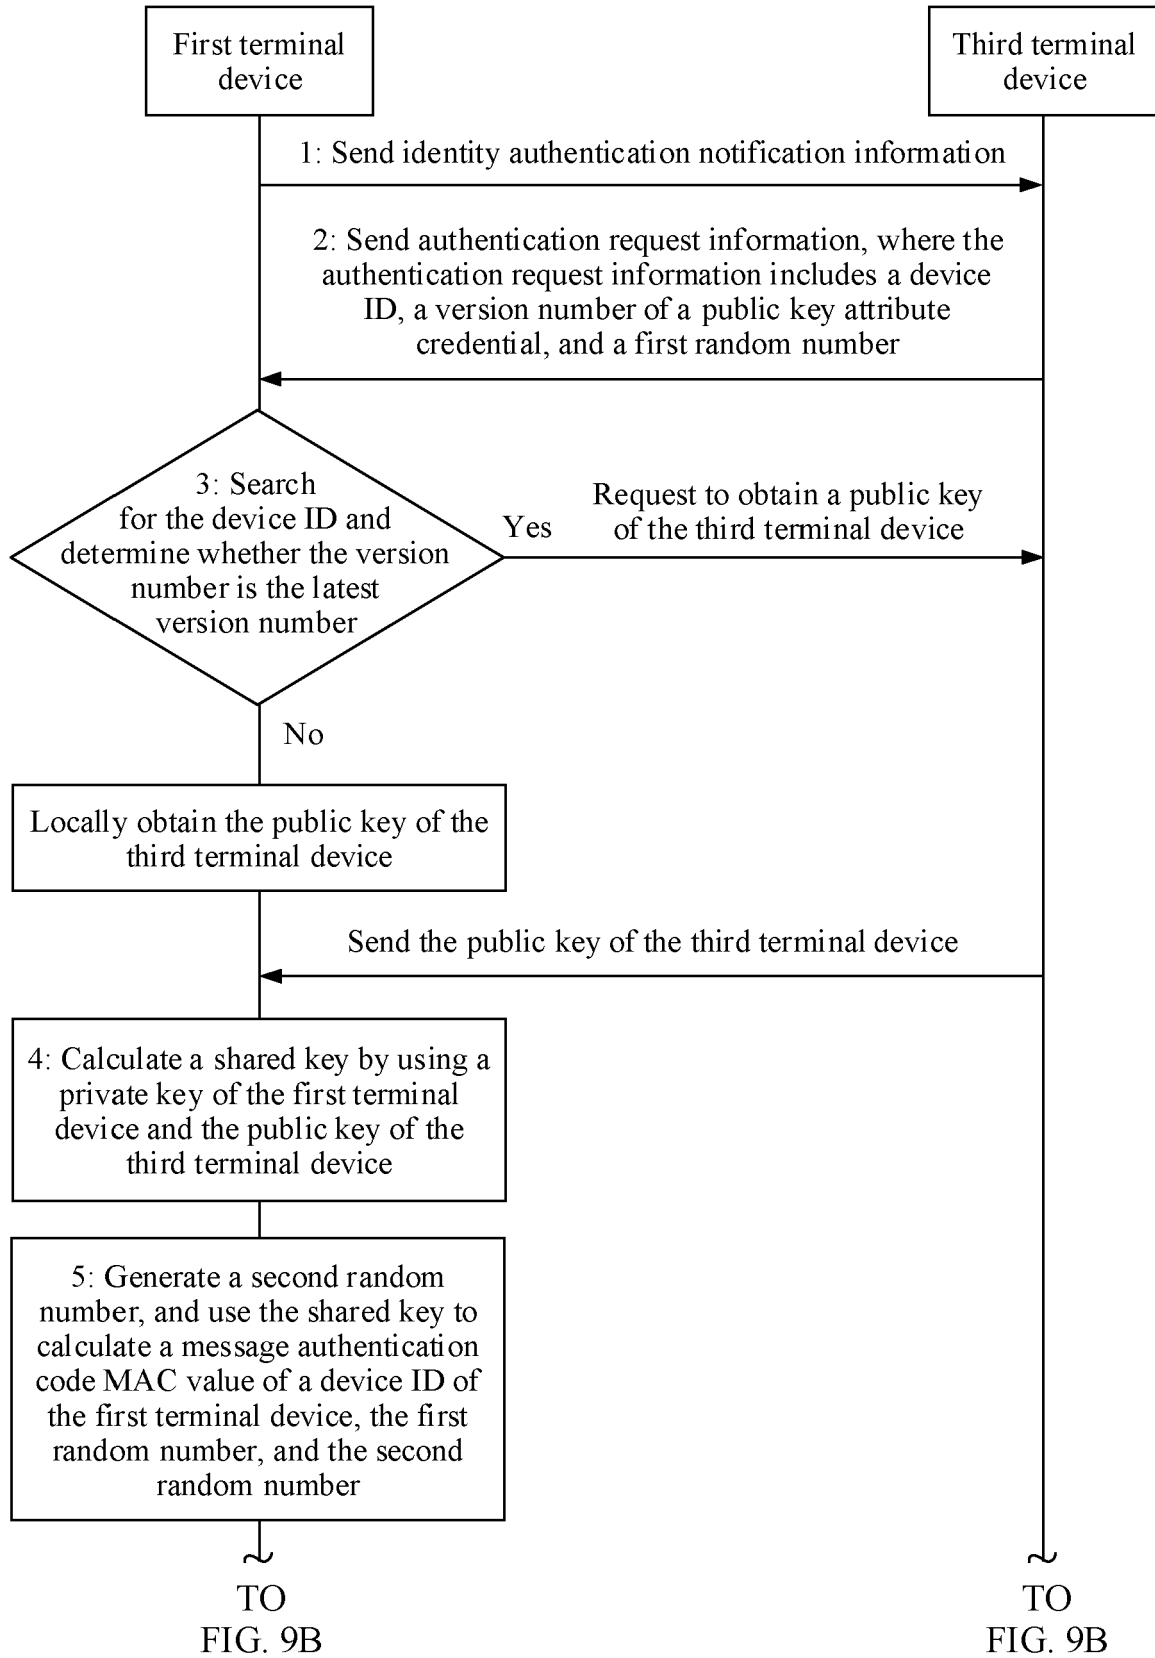 First terminal
device
Third terminal
device
1: Send identity authentication notification information
2: Send authentication request information, where the
authentication request information includes a device
ID, a version number of a public key attribute
credential, and a first random number
3: Search
for the device ID and
determine whether the version
number is the latest
version number
Yes
Request to obtain a public key
of the third terminal device
No
Locally obtain the public key of the
third terminal device
Send the public key of the third terminal device
4: Calculate a shared key by using a
private key of the first terminal
device and the public key of the
third terminal device
5: Generate a second random
number, and use the shared key to
calculate a message authentication
code MAC value of a device ID of
the first terminal device, the first
random number, and the second
random number
TO
FIG. 9B
TO
FIG. 9B